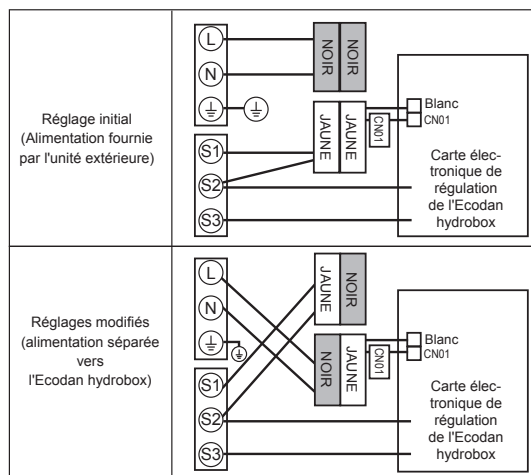 Réglage initial
(Alimentation fournie
par l'unité extérieure)
L
N
S1
S2
S3
NOIR
NOIR
JAUNE
JAUNE
CN01
Blanc
CN01
Carte élec-
tronique de
régulation
de l'Ecodan
hydrobox
Réglages modifiés
(alimentation séparée
vers
l'Ecodan hydrobox)
L
N
S1
S2
S3
JAUNE
NOIR
NOIR
JAUNE
CN01
Blanc
CN01
Carte élec-
tronique de
régulation
de l'Ecodan
hydrobox